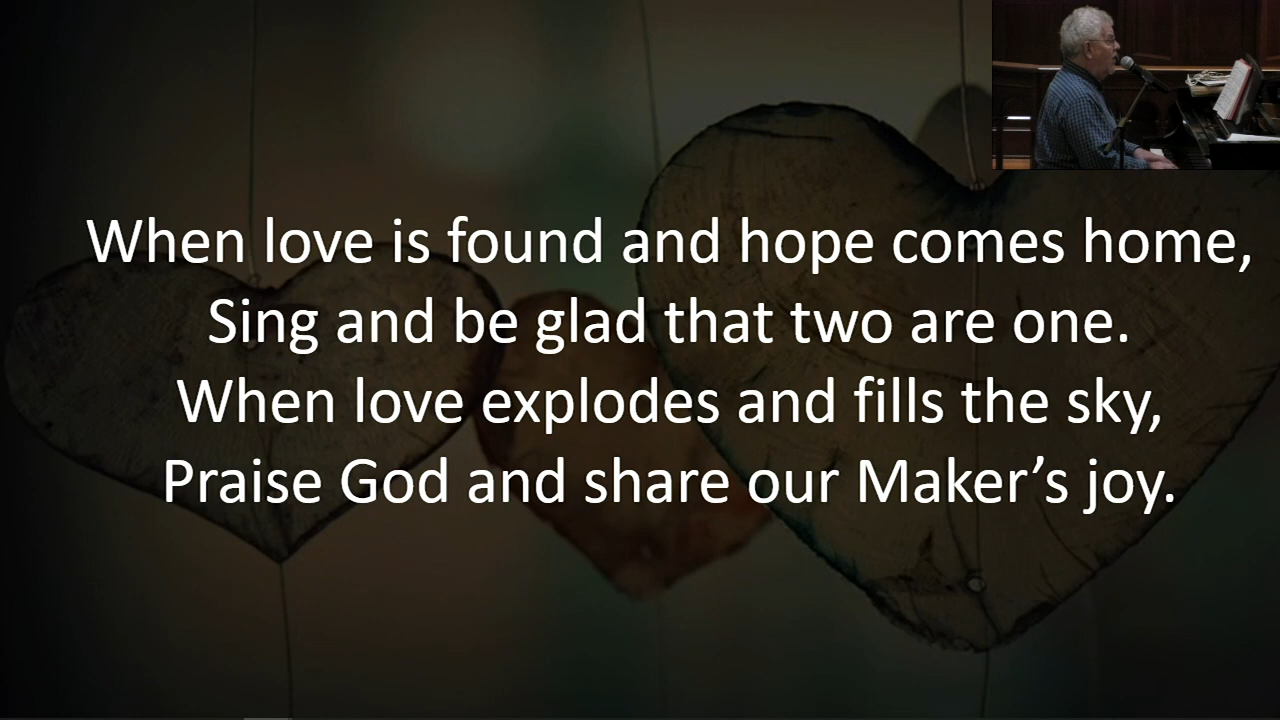 When love is found and hope comes home,
Sing and be glad that two are one.
When love explodes and fills the sky,
Praise God and share our Maker’s joy.